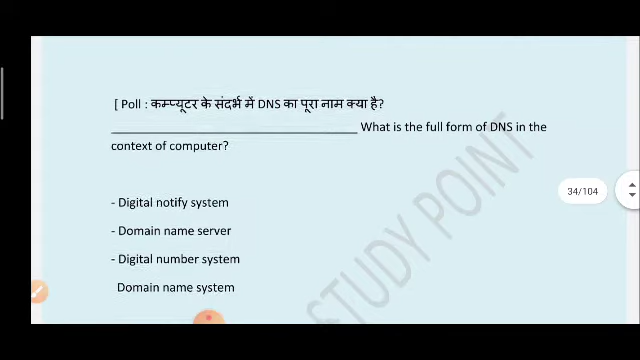 [ Poll : कम्प्यूटर के संदर्भ में DNS का पूरा नाम क्या है?
___________________________________ What is the full form of DNS in the
context of computer?
- Digital notify system
- Domain name server
- Digital number system
Domain name system
34/104
STUDY POINT